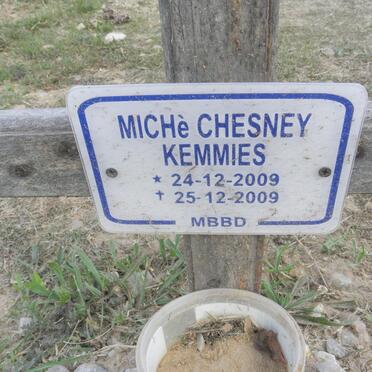 MICHè CHESNEY
KEMMIES
* 24-12-2009
† 25-12-2009
MBBD